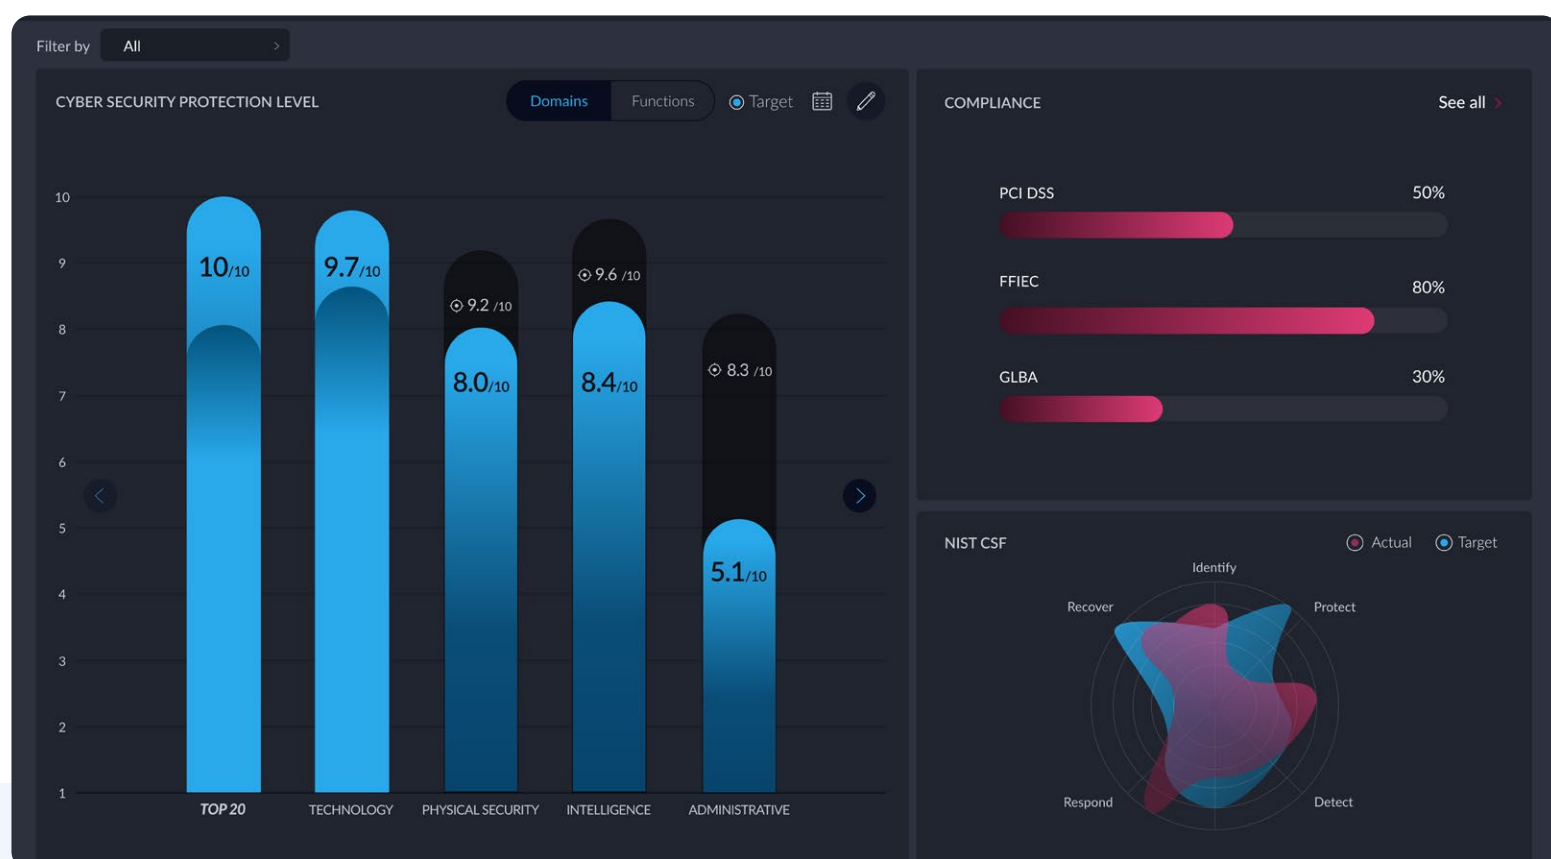 Filter by All
CYBER SECURITY PROTECTION LEVEL
Domains Functions Target
10
9
8
7
6
5
4
3
2
1
10/10
9.7/10
9.2 /10
8.0/10
9.6 /10
8.4/10
8.3 /10
5.1/10
TOP 20 TECHNOLOGY PHYSICAL SECURITY INTELLIGENCE ADMINISTRATIVE
COMPLIANCE See all
PCI DSS 50%
FFIEC 80%
GLBA 30%
NIST CSF Actual Target
Identify
Recover Protect
Respond Detect